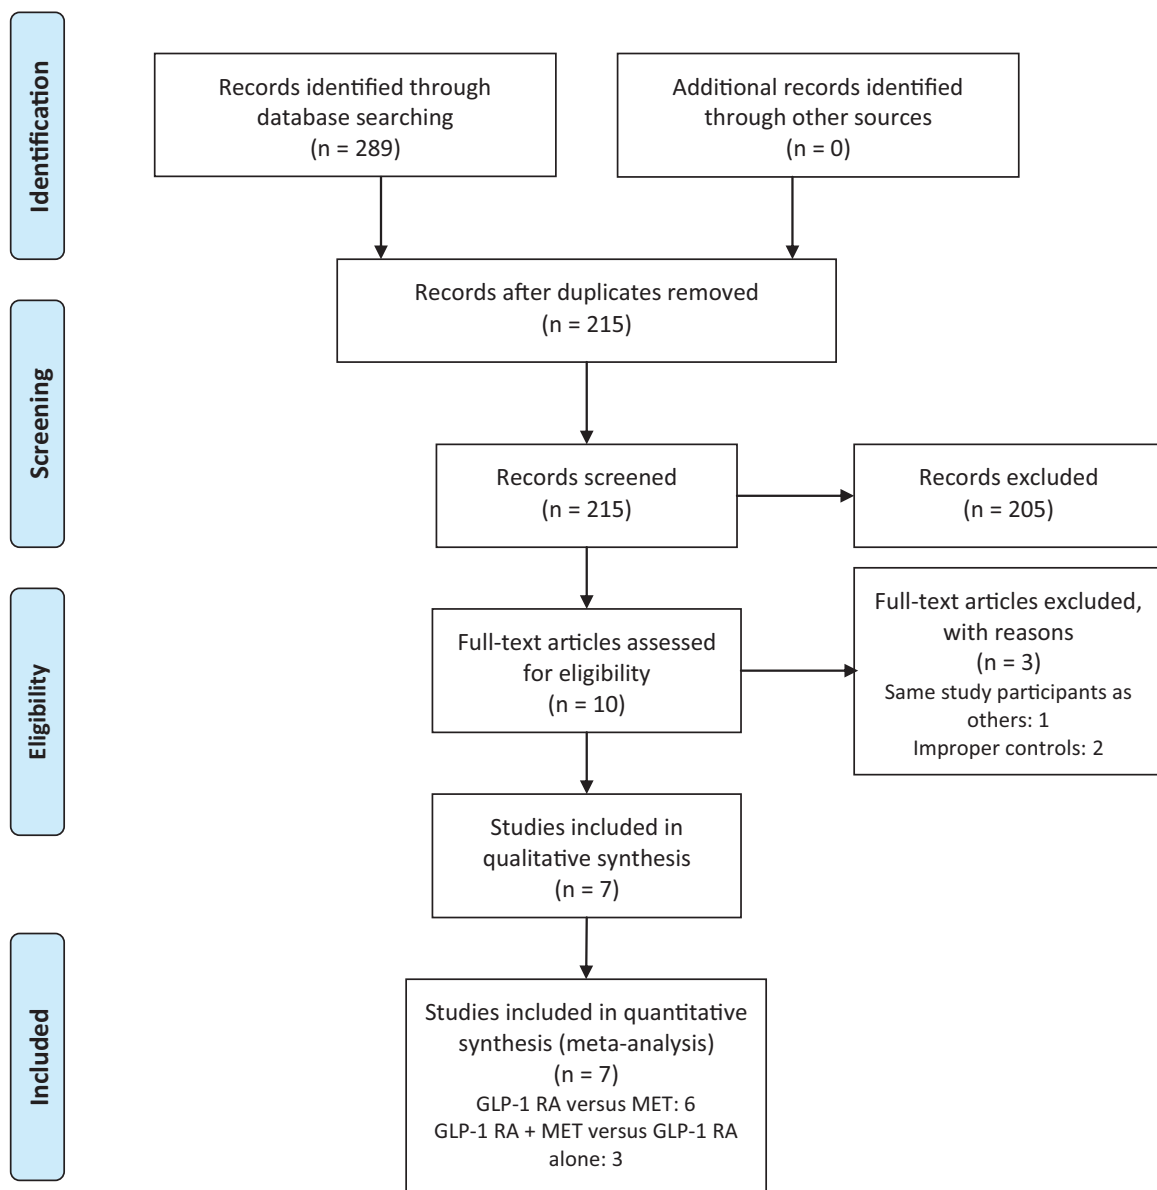 Identification
Records identified through
database searching
(n = 289)
Additional records identified
through other sources
(n = 0)
Records after duplicates removed
(n = 215)
Screening
Records screened
(n = 215)
Records excluded
(n = 205)
Eligibility
Full-text articles assessed
for eligibility
(n = 10)
Full-text articles excluded,
with reasons
(n = 3)
Same study participants as
others: 1
Improper controls: 2
Studies included in
qualitative synthesis
(n = 7)
Included
Studies included in quantitative
synthesis (meta-analysis)
(n = 7)
GLP-1 RA versus MET: 6
GLP-1 RA + MET versus GLP-1 RA
alone: 3